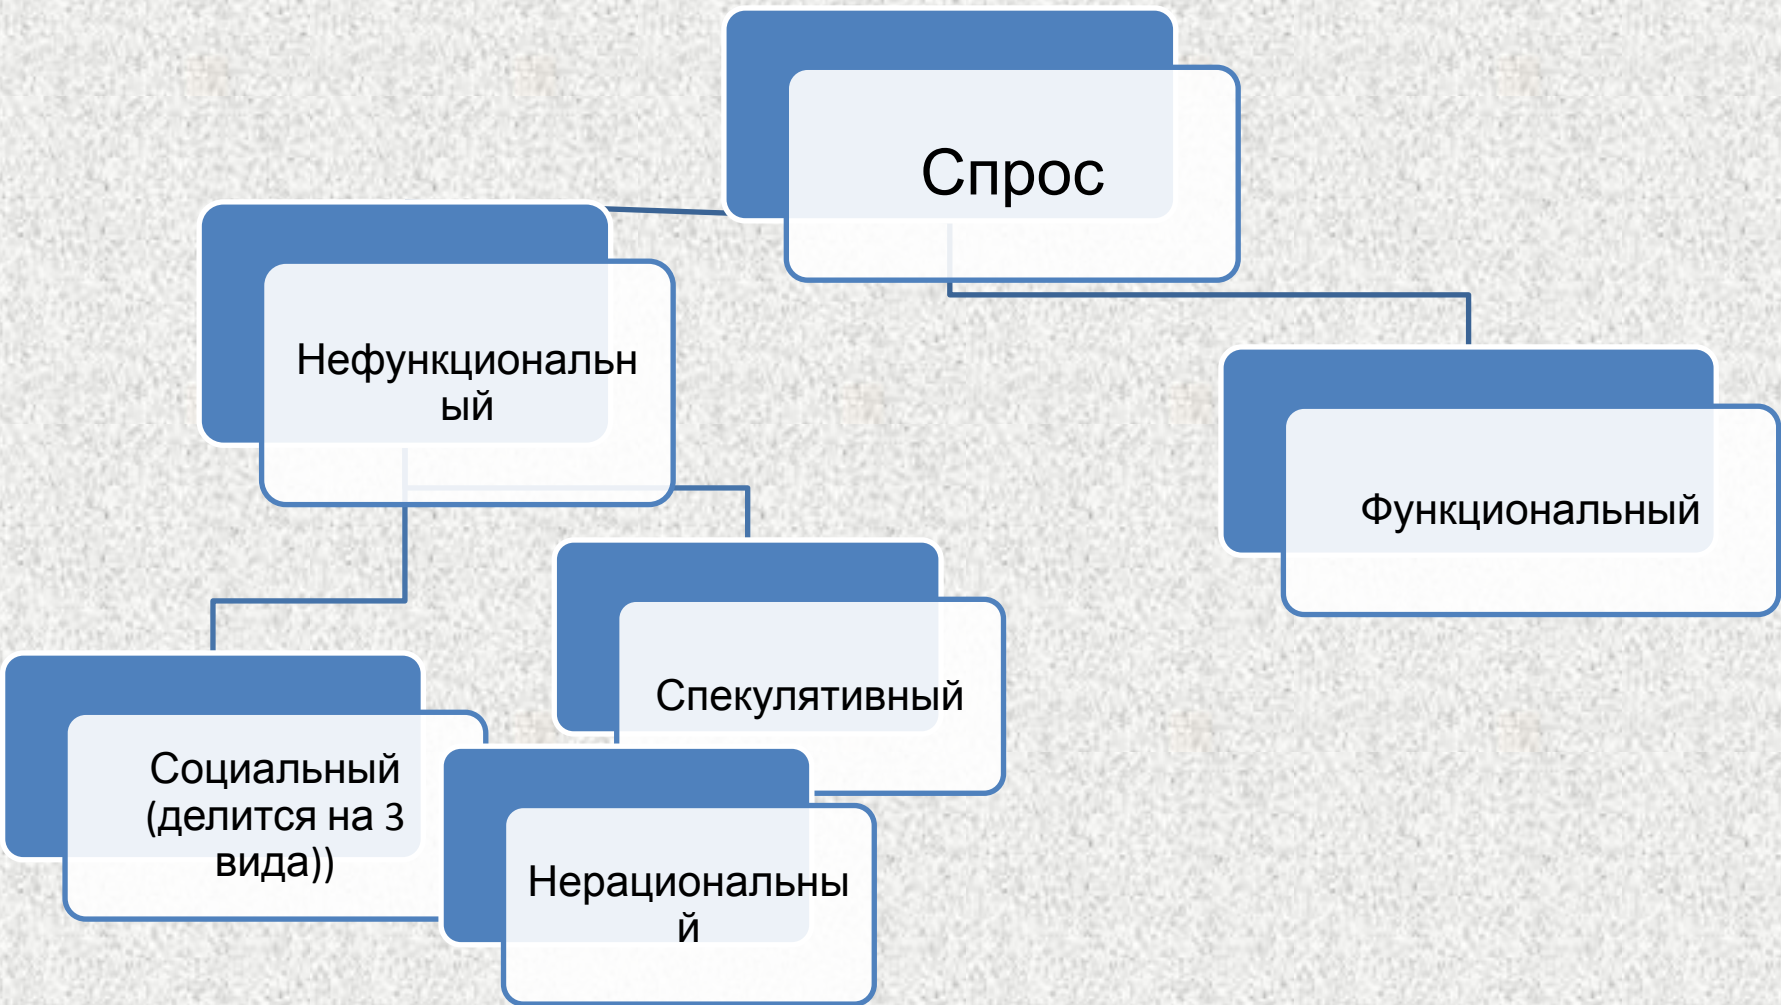 Спрос
Нефункциональн
ый
Функциональный
Спекулятивный
Социальный
(делится на 3
вида))
Нерациональны
й